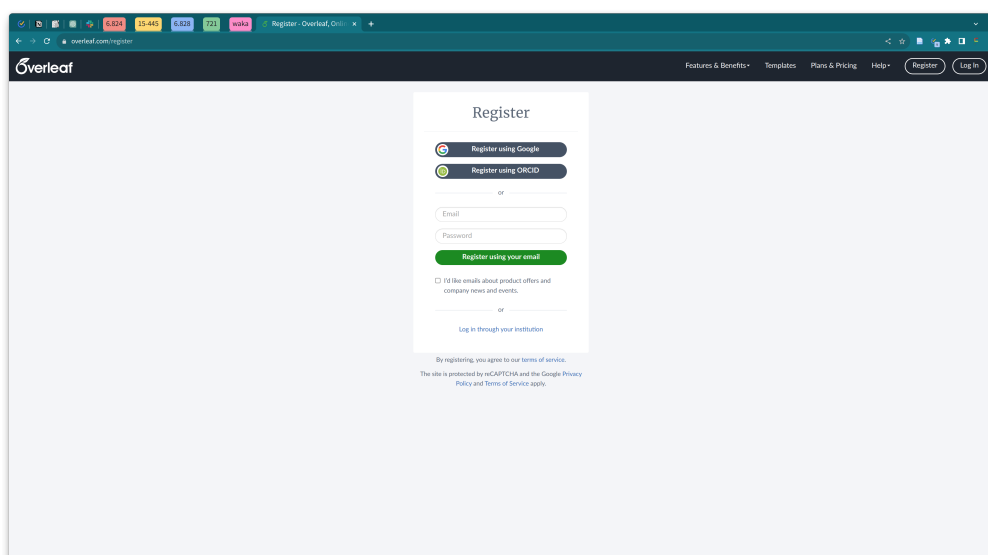 6.824
15-445
6.828
721
waka
Register - Overleaf, Onlin
overleaf.com/register
Overleaf
Features & Benefits
Templates
Plans & Pricing
Help
Register
Log In
Register
Register using Google
Register using ORCID
or
Email
Password
Register using your email
I'd like emails about product offers and
company news and events.
or
Log in through your institution
By registering, you agree to our terms of service.
The site is protected by reCAPTCHA and the Google Privacy
Policy and Terms of Service apply.